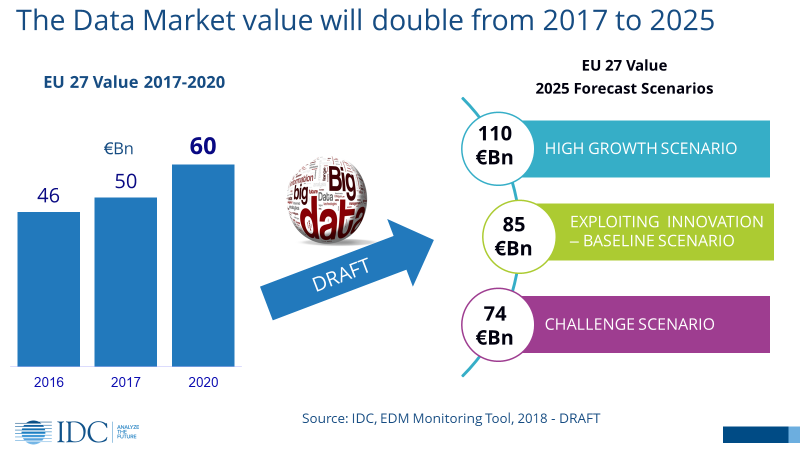 The Data Market value will double from 2017 to 2025
EU 27 Value 2017-2020
€Bn
46
50
60
2016
2017
2020
Big
big
Data
data
DRAFT
EU 27 Value
2025 Forecast Scenarios
110
€Bn
HIGH GROWTH SCENARIO
85
€Bn
EXPLOITING INNOVATION
– BASELINE SCENARIO
74
€Bn
CHALLENGE SCENARIO
Source: IDC, EDM Monitoring Tool, 2018 - DRAFT
IDC
ANALYZE
THE
FUTURE